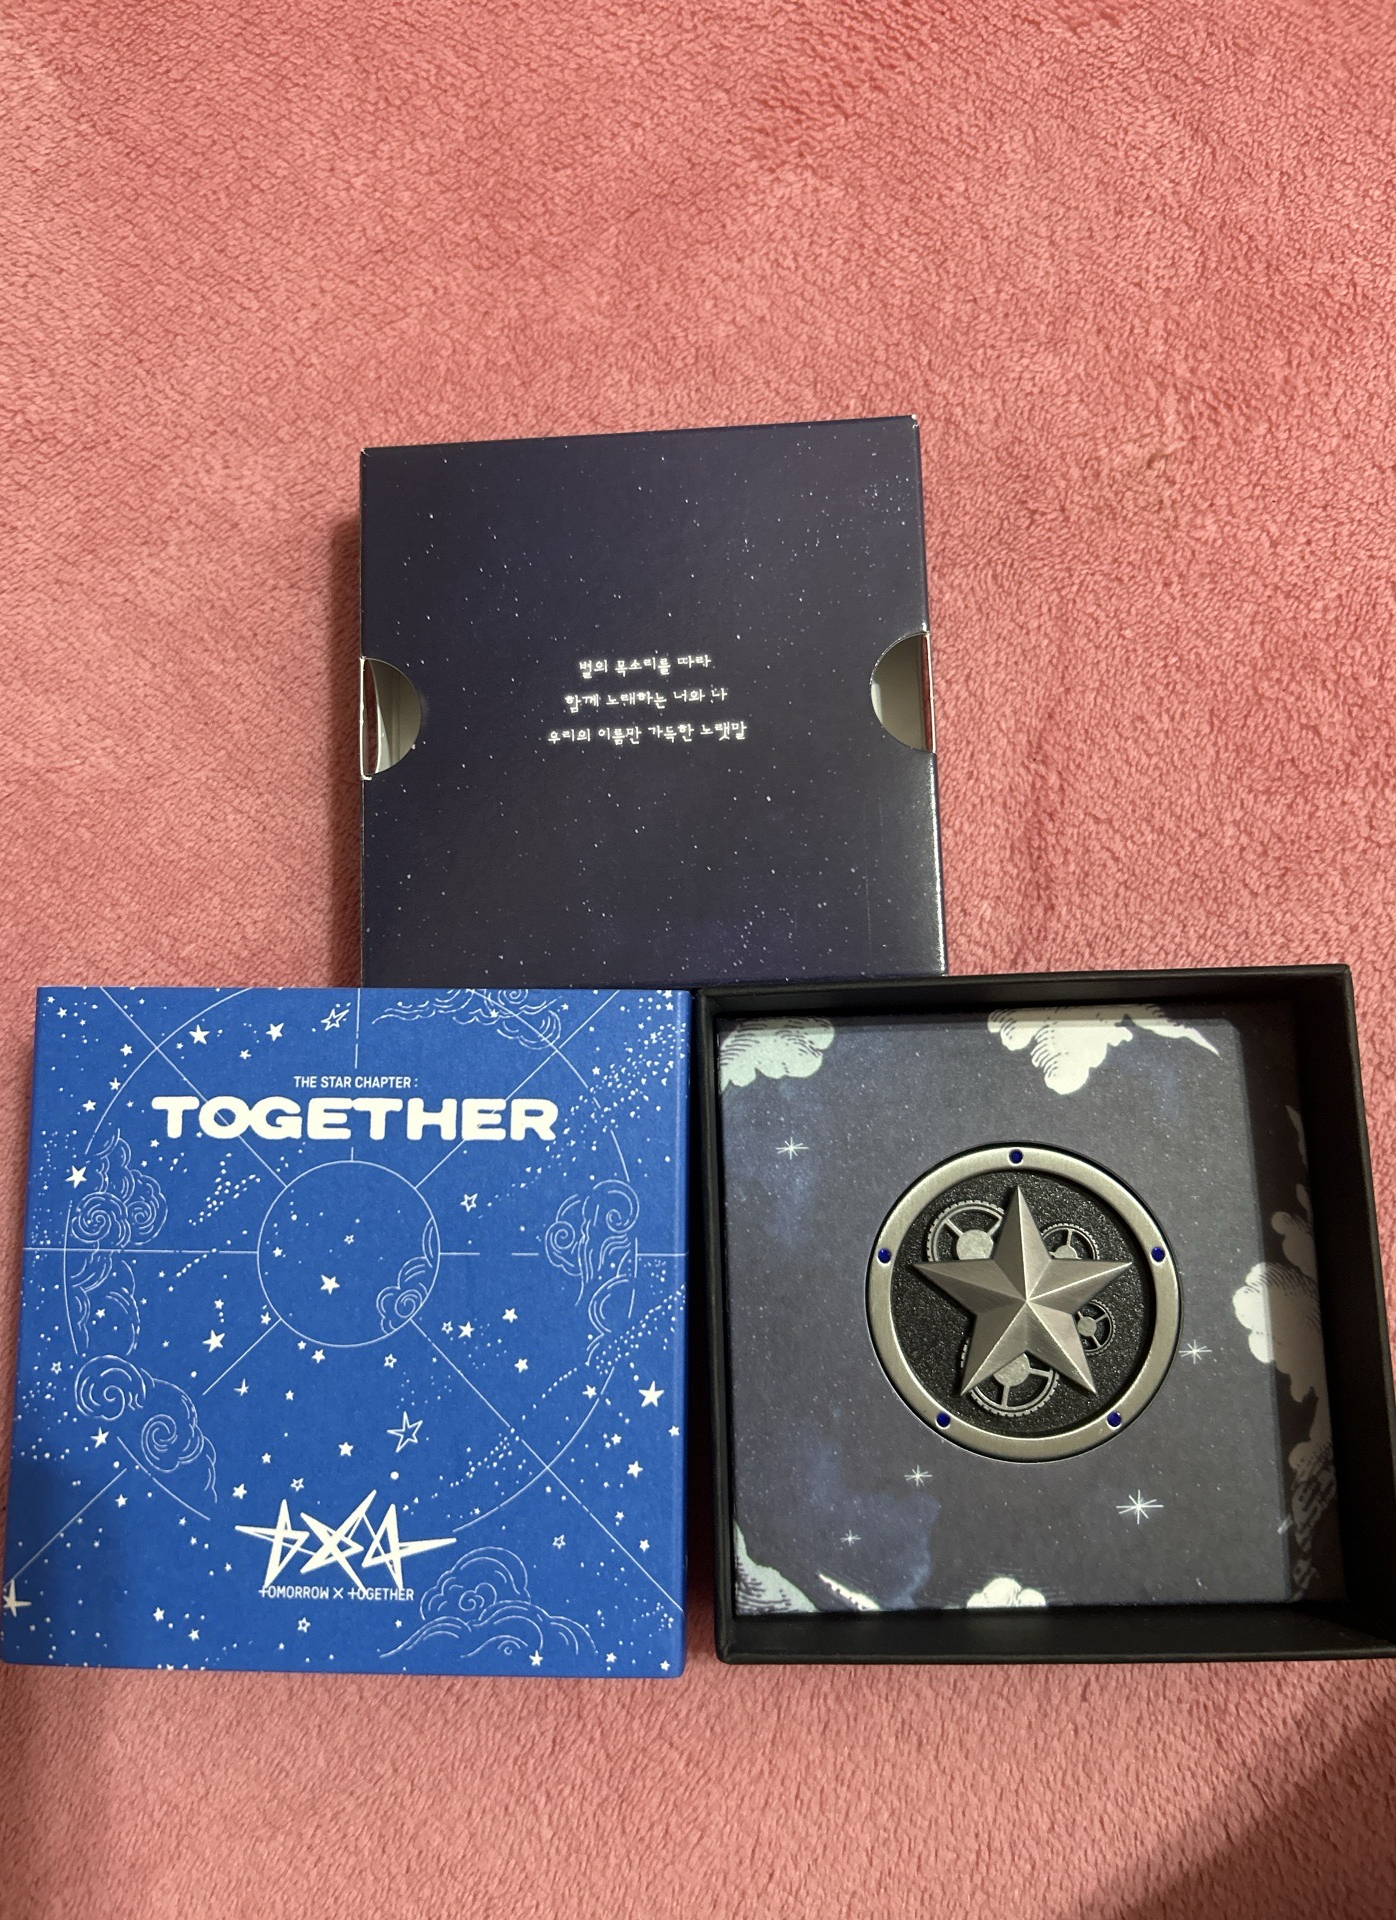 별의 목소리를 따라
함께 노래하는 너와 나
우리의 이름만 가득한 노랫말
THE STAR CHAPTER :
TOGETHER
TOMORROW X TOGETHER